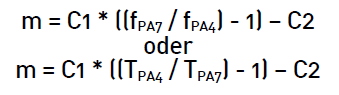 m = C1 * ((fPA7 / fPA4) - 1) – C2
oder
m = C1 * ((TPA4 / TPA7) - 1) – C2